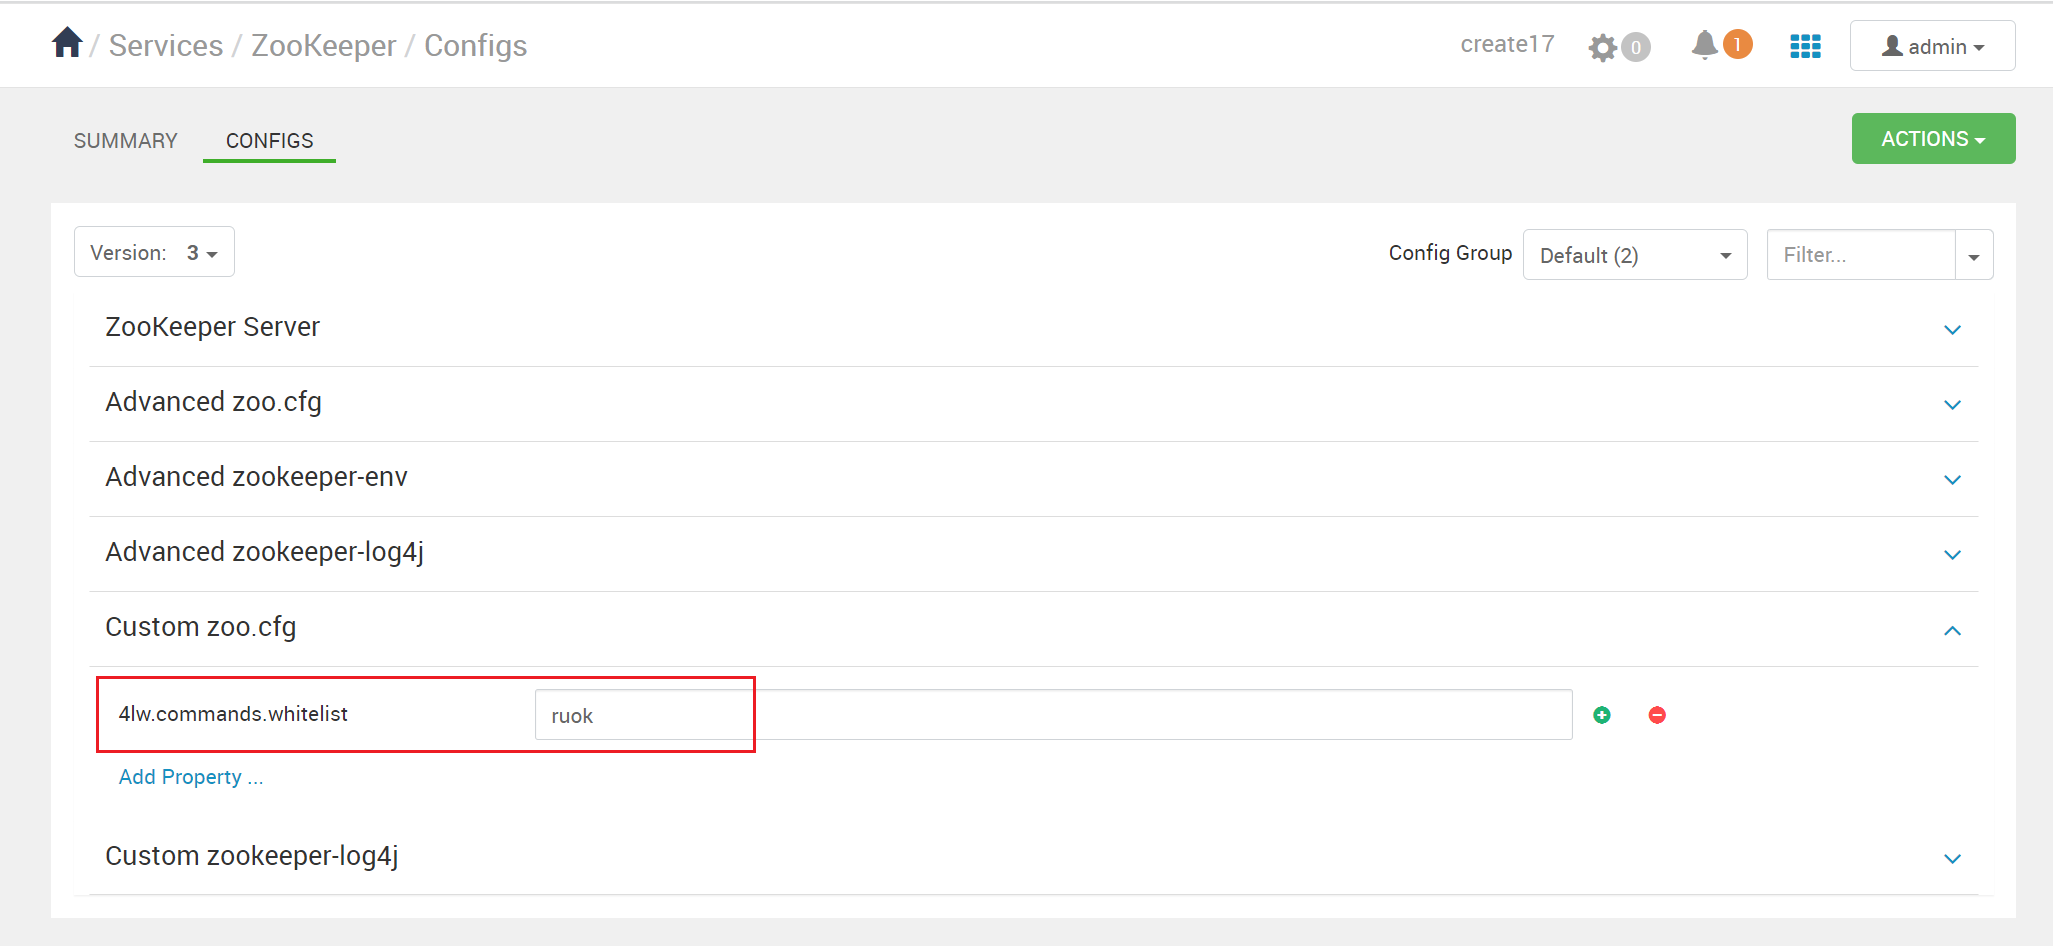 / Services / ZooKeeper / Configs
create17 0 1 admin
SUMMARY CONFIGS
ACTIONS
Version: 3
Config Group Default (2) Filter...
ZooKeeper Server
Advanced zoo.cfg
Advanced zookeeper-env
Advanced zookeeper-log4j
Custom zoo.cfg
4lw.commands.whitelist ruok
Add Property ...
Custom zookeeper-log4j